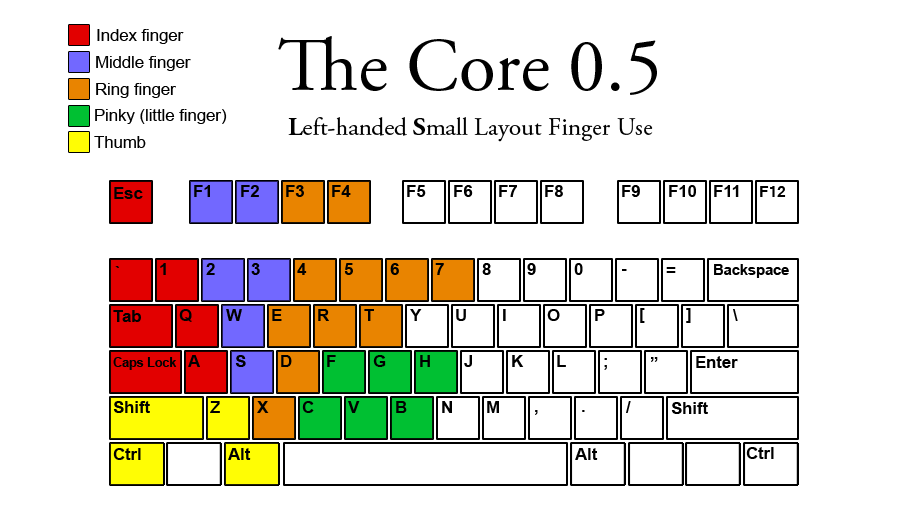 Index finger
Middle finger
Ring finger
Pinky (little finger)
Thumb
The Core 0.5
Left-handed Small Layout Finger Use
Esc F1 F2 F3 F4 F5 F6 F7 F8 F9 F10 F11 F12
` 1 2 3 4 5 6 7 8 9 0 - = Backspace
Tab Q W E R T Y U I O P [ ] \
Caps Lock A S D F G H J K L ; ” Enter
Shift Z X C V B N M , . / Shift
Ctrl Alt Alt Ctrl